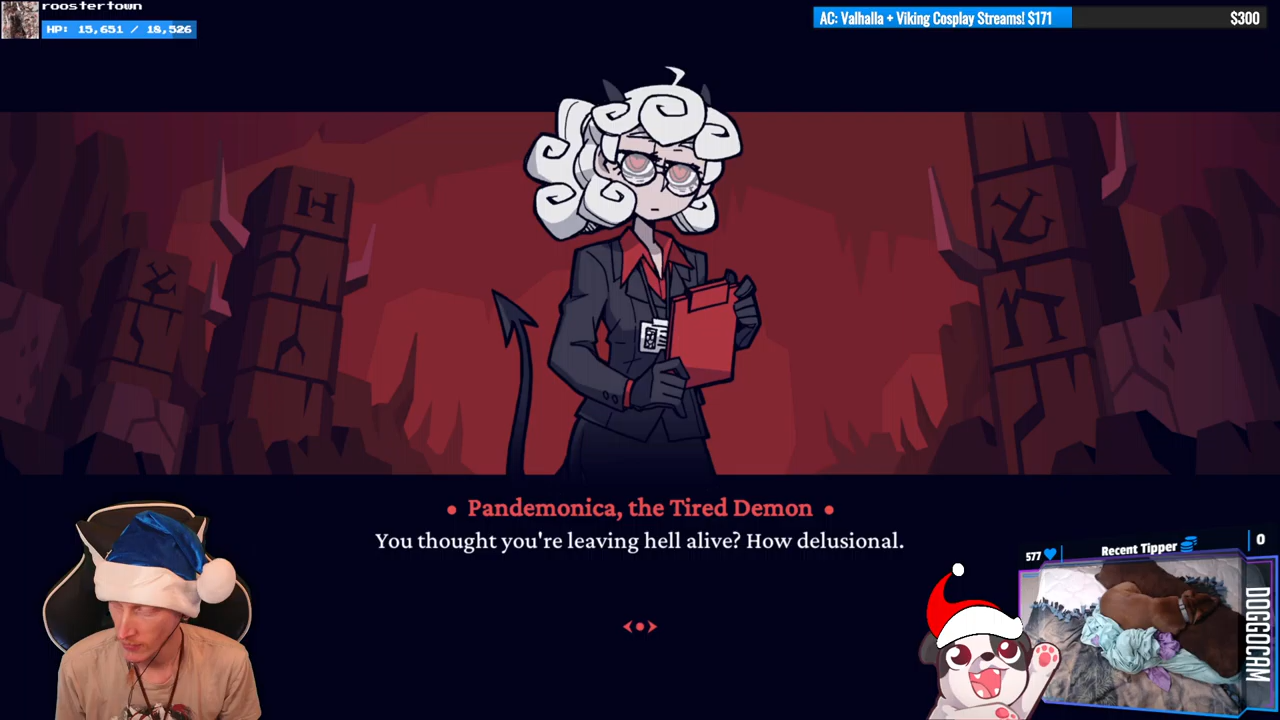 roostertown
HP: 15,651 / 18,526
AC: Valhalla + Viking Cosplay Streams! $171
$300
• Pandemonica, the Tired Demon •
You thought you're leaving hell alive? How delusional.
577
Recent Tipper
0
DOGGOCAM